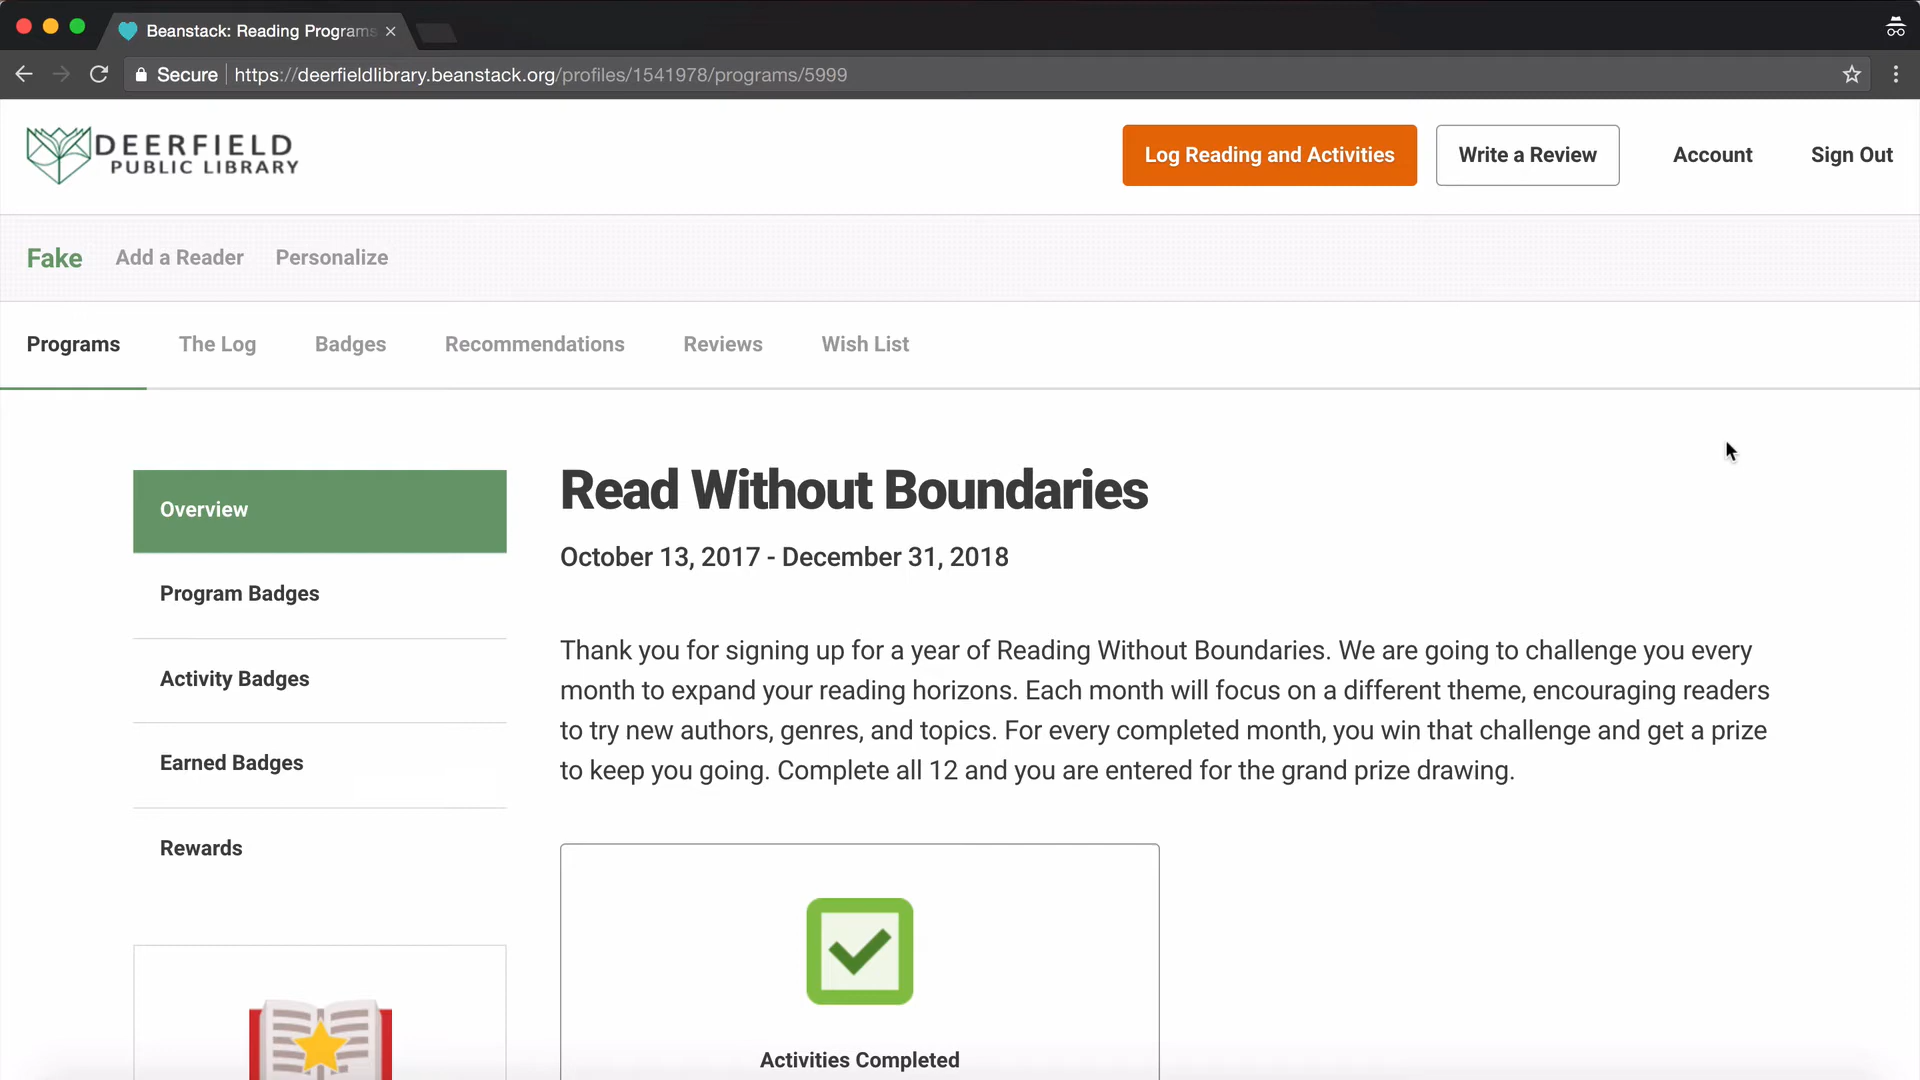 Beanstack: Reading Programs
Secure https://deerfieldlibrary.beanstack.org/profiles/1541978/programs/5999
DEERFIELD
PUBLIC LIBRARY
Log Reading and Activities
Write a Review
Account
Sign Out
Fake
Add a Reader
Personalize
Programs
The Log
Badges
Recommendations
Reviews
Wish List
Overview
Program Badges
Activity Badges
Earned Badges
Rewards
Read Without Boundaries
October 13, 2017 - December 31, 2018
Thank you for signing up for a year of Reading Without Boundaries. We are going to challenge you every
month to expand your reading horizons. Each month will focus on a different theme, encouraging readers
to try new authors, genres, and topics. For every completed month, you win that challenge and get a prize
to keep you going. Complete all 12 and you are entered for the grand prize drawing.
Activities Completed